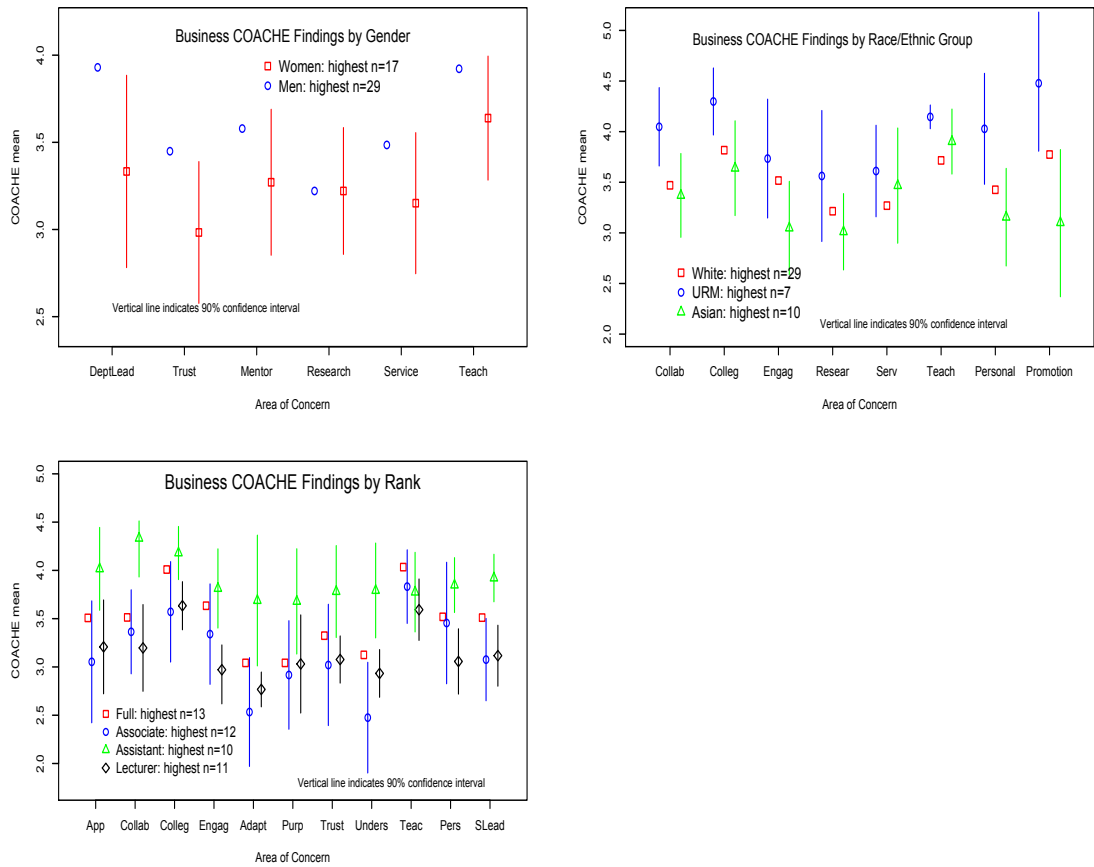 Business COACHE Findings by Gender
Women: highest n=17
Men: highest n=29
COACHE mean
4.0
3.5
3.0
2.5
Vertical line indicates 90% confidence interval
DeptLead Trust Mentor Research Service Teach
Area of Concern
Business COACHE Findings by Race/Ethnic Group
COACHE mean
5.0
4.5
4.0
3.5
3.0
2.5
2.0
White: highest n=29
URM: highest n=7
Asian: highest n=10
Vertical line indicates 90% confidence interval
Collab Colleg Engag Resear Serv Teach Personal Promotion
Area of Concern
Business COACHE Findings by Rank
COACHE mean
5.0
4.5
4.0
3.5
3.0
2.5
2.0
Full: highest n=13
Associate: highest n=12
Assistant: highest n=10
Lecturer: highest n=11
Vertical line indicates 90% confidence interval
App Collab Colleg Engag Adapt Purp Trust Unders Teac Pers SLead
Area of Concern